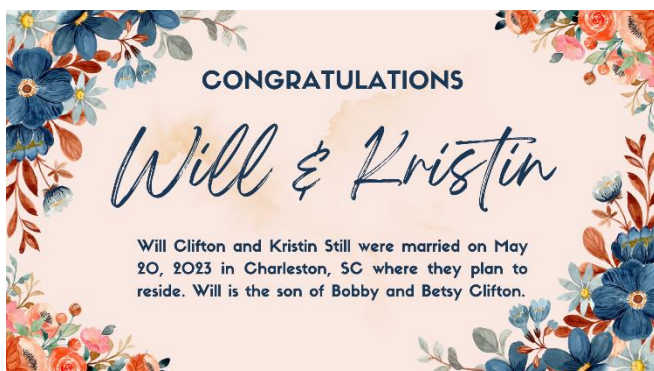 CONGRATULATIONS
Will & Kristin
Will Clifton and Kristin Still were married on May
20, 2023 in Charleston, SC where they plan to
reside. Will is the son of Bobby and Betsy Clifton.